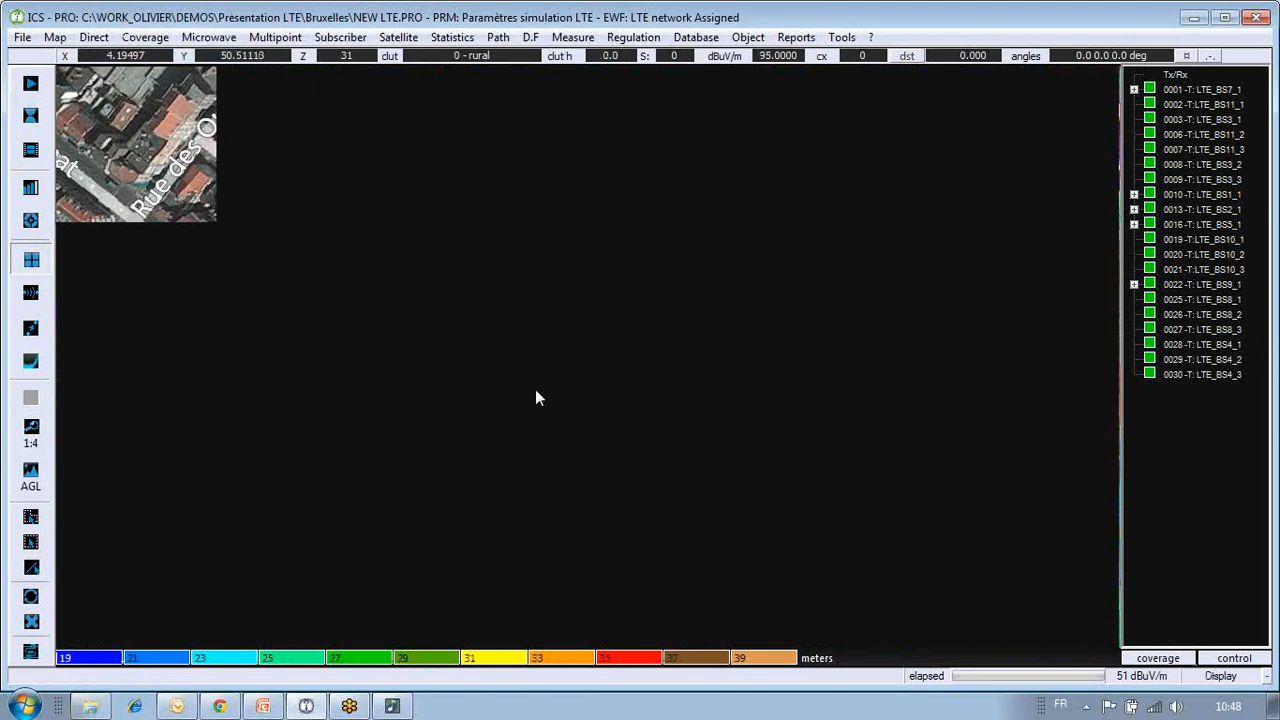 ICS - PRO: C:\WORK_OLIVIER\DEMOS\Présentation LTE\Bruxelles\NEW LTE.PRO - PRM: Paramètres simulation LTE - EWF: LTE network Assigned
File Map Direct Coverage Microwave Multipoint Subscriber Satellite Statistics Path D.F Measure Regulation Database Object Reports Tools ?
X 4.19497 Y 50.51118 Z 31 clut 0 - rural clut h .0.0 S: 0 dBuV/m 95.0000 cx 0 dst 0.000 angles 0.0 0.0 0.0 deg
Tx/Rx
0001 -T: LTE_BS7_1
0002 -T: LTE_BS11_1
0003 -T: LTE_BS3_1
0006 -T: LTE_BS11_2
0007 -T: LTE_BS11_3
0008 -T: LTE_BS3_2
0009 -T: LTE_BS3_3
0010 -T: LTE_BS1_1
0013 -T: LTE_BS2_1
0016 -T: LTE_BS5_1
0019 -T: LTE_BS10_1
0020 -T: LTE_BS10_2
0021 -T: LTE_BS10_3
0022 -T: LTE_BS9_1
0025 -T: LTE_BS8_1
0026 -T: LTE_BS8_2
0027 -T: LTE_BS8_3
0028 -T: LTE_BS4_1
0029 -T: LTE_BS4_2
0030 -T: LTE_BS4_3
Rue des
1:4
AGL
19 21 23 25 27 29 31 33 35 37 39 meters
coverage control
elapsed 51 dBuV/m Display
FR 10:48